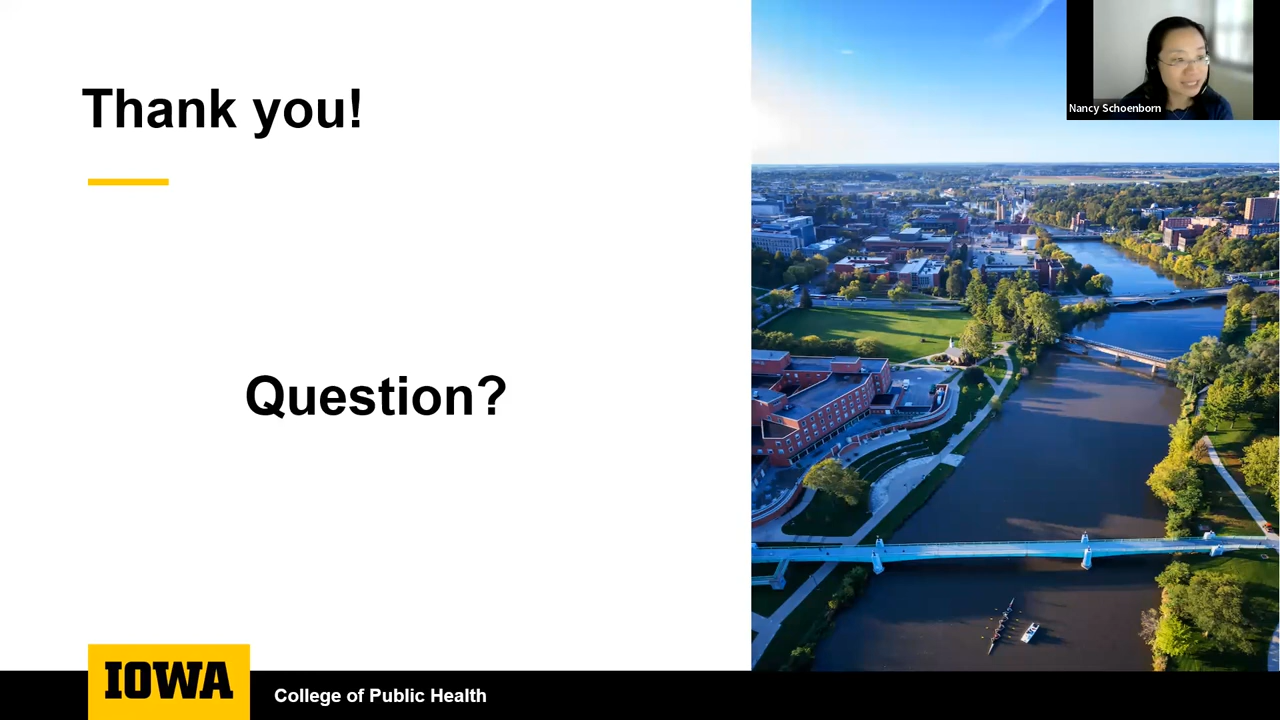 Thank you!
Nancy Schoenborn
Question?
IOWA
College of Public Health